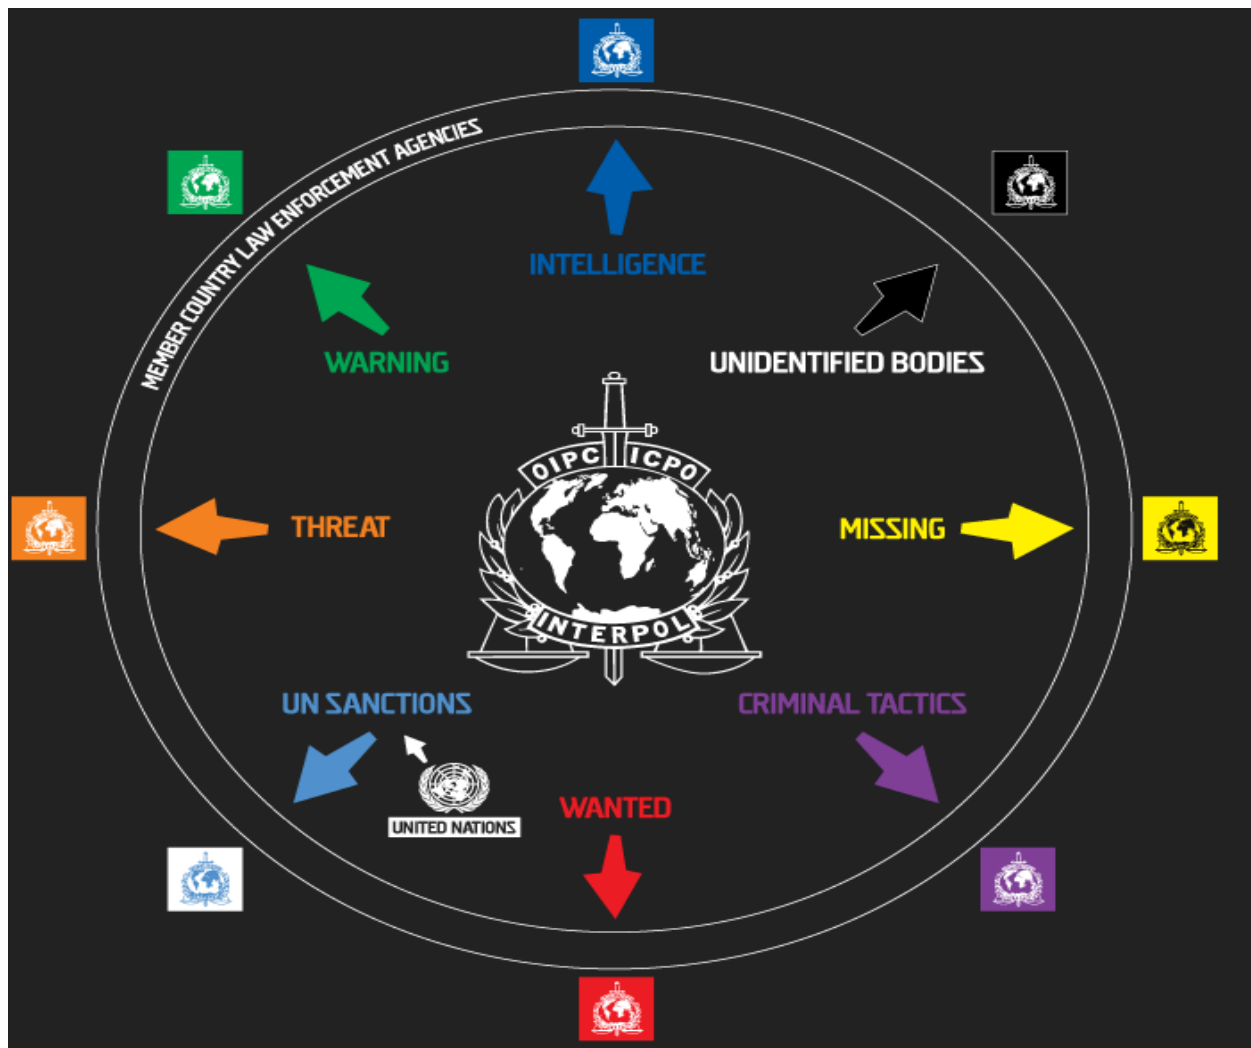 MEMBER COUNTRY LAW ENFORCEMENT AGENCIES
INTELLIGENCE
WARNING
UNIDENTIFIED BODIES
OIPC ICPO
THREAT
MISSING
INTERPOL
UN SANCTIONS
CRIMINAL TACTICS
WANTED
UNITED NATIONS